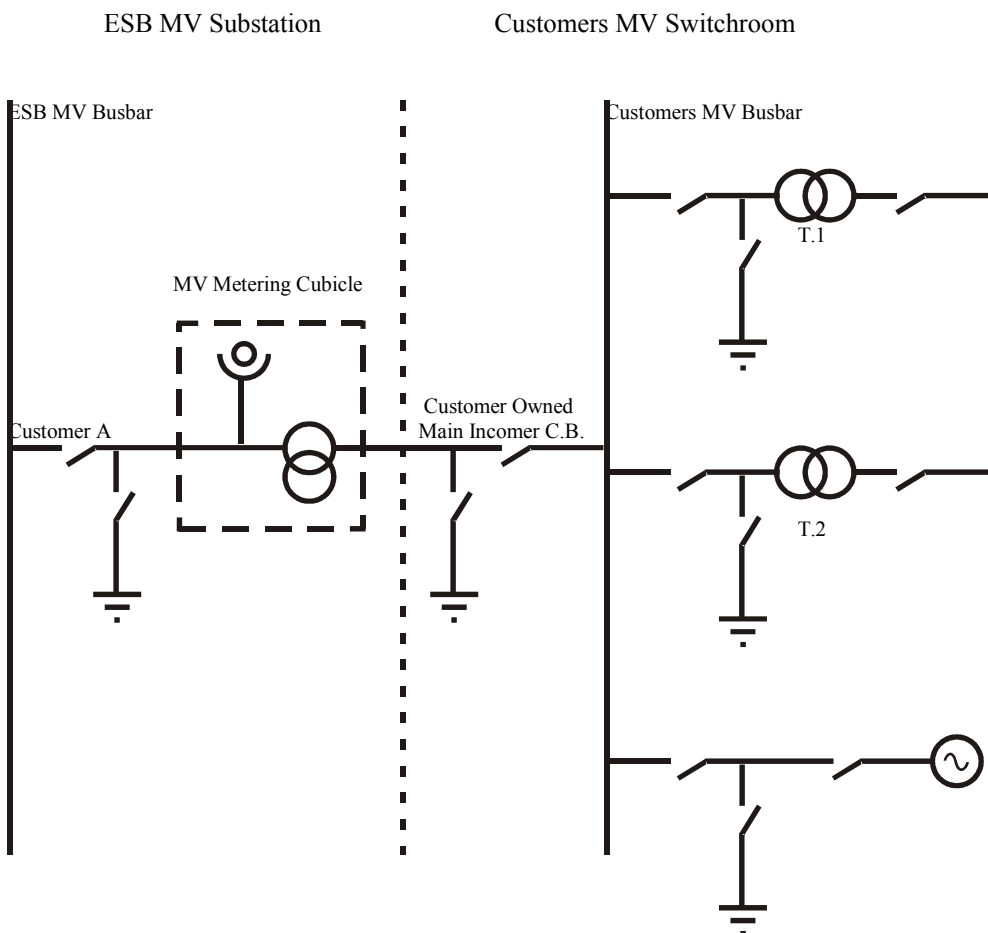 ESB MV Substation
Customers MV Switchroom
ESB MV Busbar
Customers MV Busbar
T.1
MV Metering Cubicle
Customer A
Customer Owned
Main Incomer C.B.
T.2